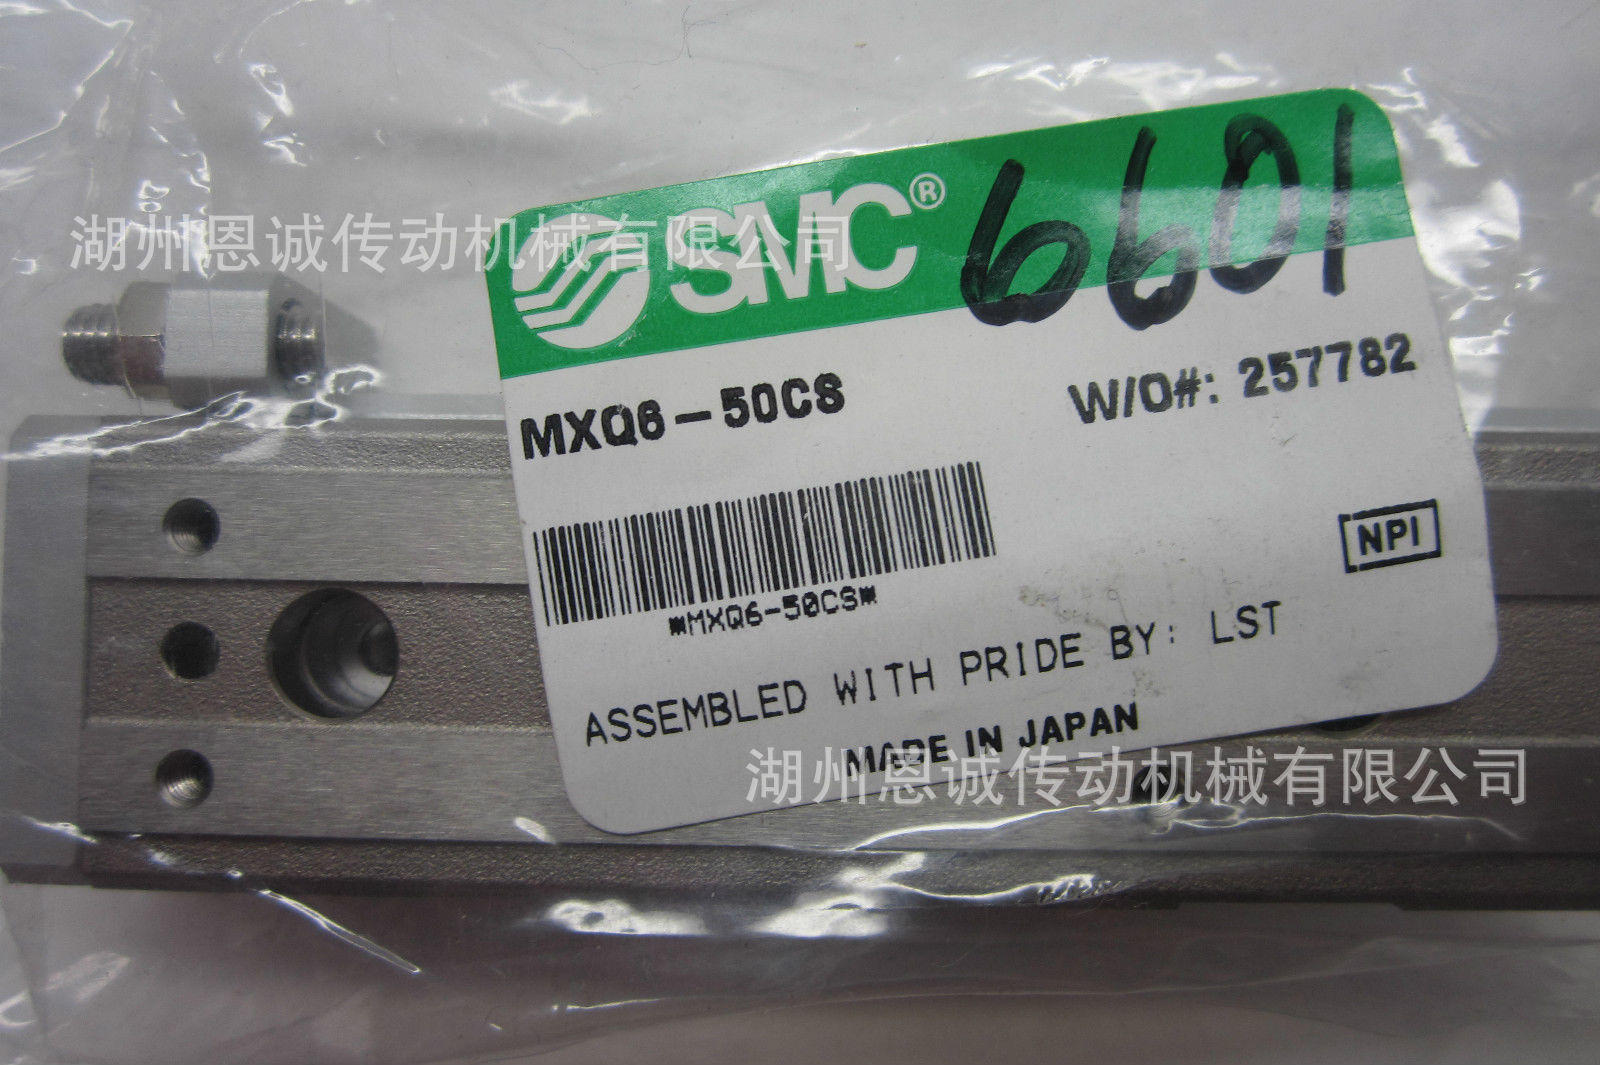 湖州恩诚传动机械有限公司
SMC®
6601
MXQ6-50CS
W/O#: 257782
*MXQ6-50CS*
NPI
ASSEMBLED WITH PRIDE BY: LST
MADE IN JAPAN
湖州恩诚传动机械有限公司